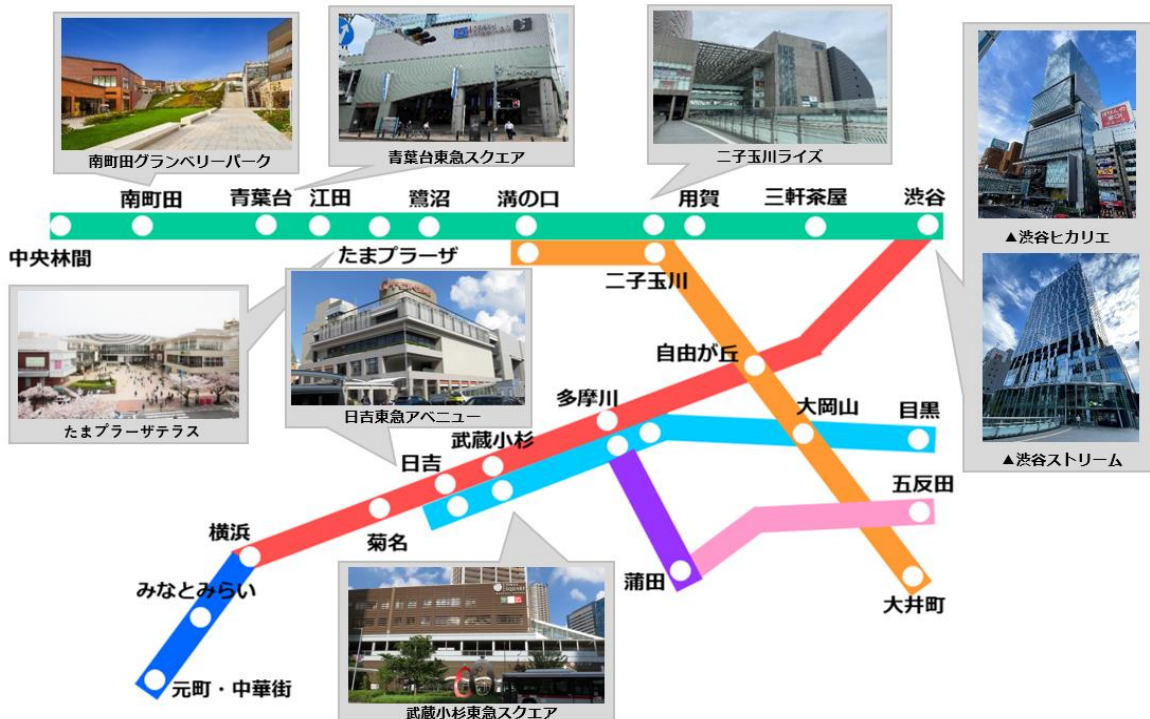 南町田グランベリーパーク
青葉台東急スクエア
二子玉川ライズ
▲渋谷ヒカリエ
南町田
青葉台
江田
鷺沼
溝の口
用賀
三軒茶屋
渋谷
中央林間
たまプラーザ
二子玉川
たまプラーザテラス
日吉東急アベニュー
自由が丘
多摩川
大岡山
目黒
▲渋谷ストリーム
武蔵小杉
日吉
五反田
横浜
菊名
みなとみらい
蒲田
大井町
元町・中華街
武蔵小杉東急スクエア